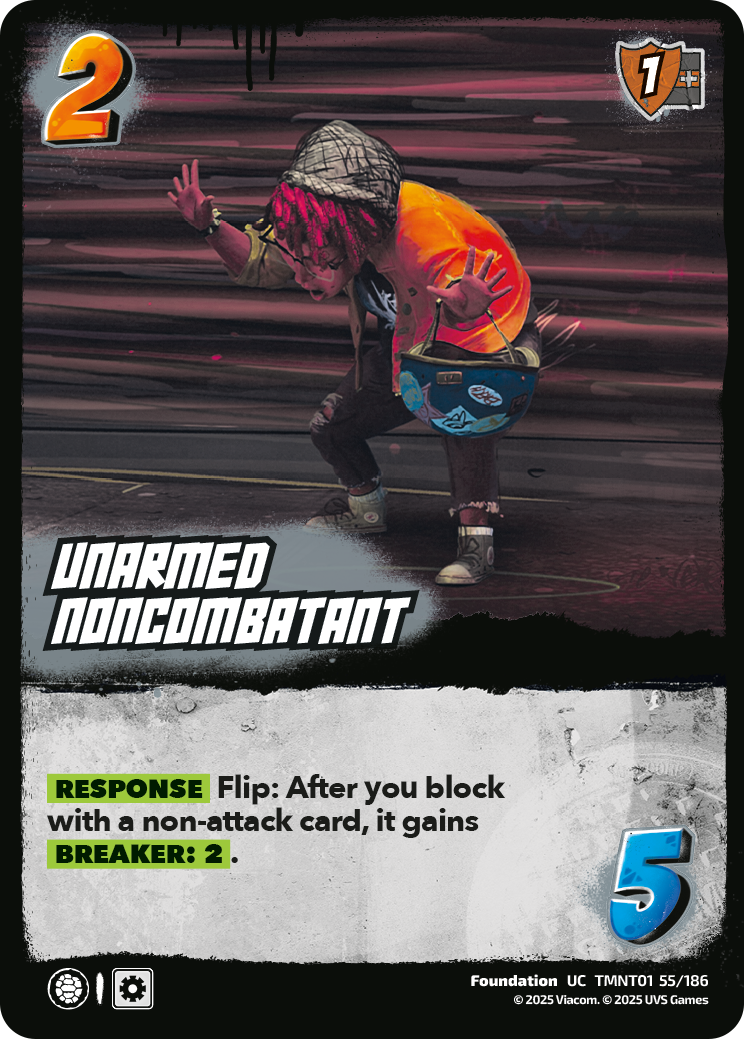 2
1
UNARMED
NONCOMBATANT
RESPONSE Flip: After you block
with a non-attack card, it gains
BREAKER: 2.
5
Foundation UC TMNT01 55/186
© 2025 Viacom. © 2025 UVS Games